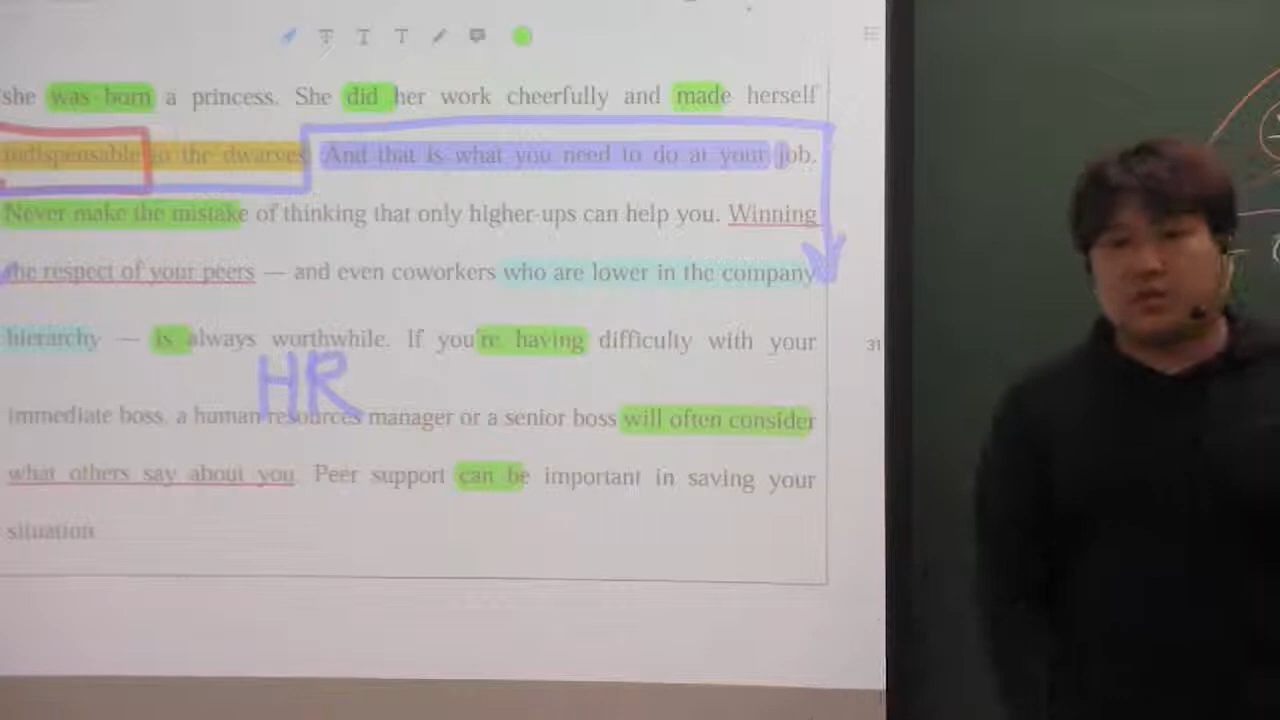 she was born a princess. She did her work cheerfully and made herself
indispensable to the dwarves. And that is what you need to do at your job.
Never make the mistake of thinking that only higher-ups can help you. Winning
the respect of your peers — and even coworkers who are lower in the company
hierarchy — is always worthwhile. If you're having difficulty with your
31
HR
immediate boss, a human resources manager or a senior boss will often consider
what others say about you. Peer support can be important in saving your
situation